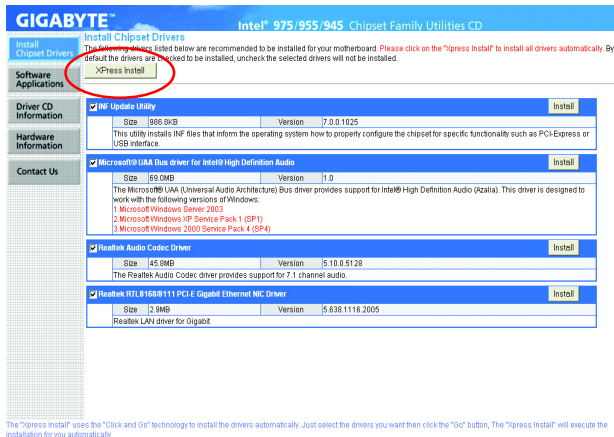 GIGABYTE™
Intel® 975/955/945 Chipset Family Utilities CD
Install Chipset Drivers
Software Applications
Driver CD Information
Hardware Information
Contact Us
Install Chipset Drivers
The following drivers listed below are recommended to be installed for your motherboard. Please click on the "Xpress Install" to install all drivers automatically. By
default the drivers are checked to be installed, uncheck the selected drivers will not be installed.
XPress Install
INF Update Utility Install
Size 986.8KB Version 7.0.0.1025
This utility installs INF files that inform the operating system how to properly configure the chipset for specific functionality such as PCI-Express or
USB interface.
Microsoft® UAA Bus driver for Intel® High Definition Audio Install
Size 69.0MB Version 1.0
The Microsoft® UAA (Universal Audio Architecture) Bus driver provides support for Intel® High Definition Audio (Azalia). This driver is designed to
work with the following versions of Windows:
1.Microsoft Windows Server 2003
2.Microsoft Windows XP Service Pack 1 (SP1)
3.Microsoft Windows 2000 Service Pack 4 (SP4)
Realtek Audio Codec Driver Install
Size 45.8MB Version 5.10.0.5128
The Realtek Audio Codec driver provides support for 7.1 channel audio.
Realtek RTL8168/8111 PCI-E Gigabit Ethernet NIC Driver Install
Size 2.9MB Version 5.638.1116.2005
Realtek LAN driver for Gigabit
The "Xpress Install" uses the "Click and Go" technology to install the drivers automatically. Just select the drivers you want then click the "Go" button, The "Xpress Install" will execute the
installation for you automatically.